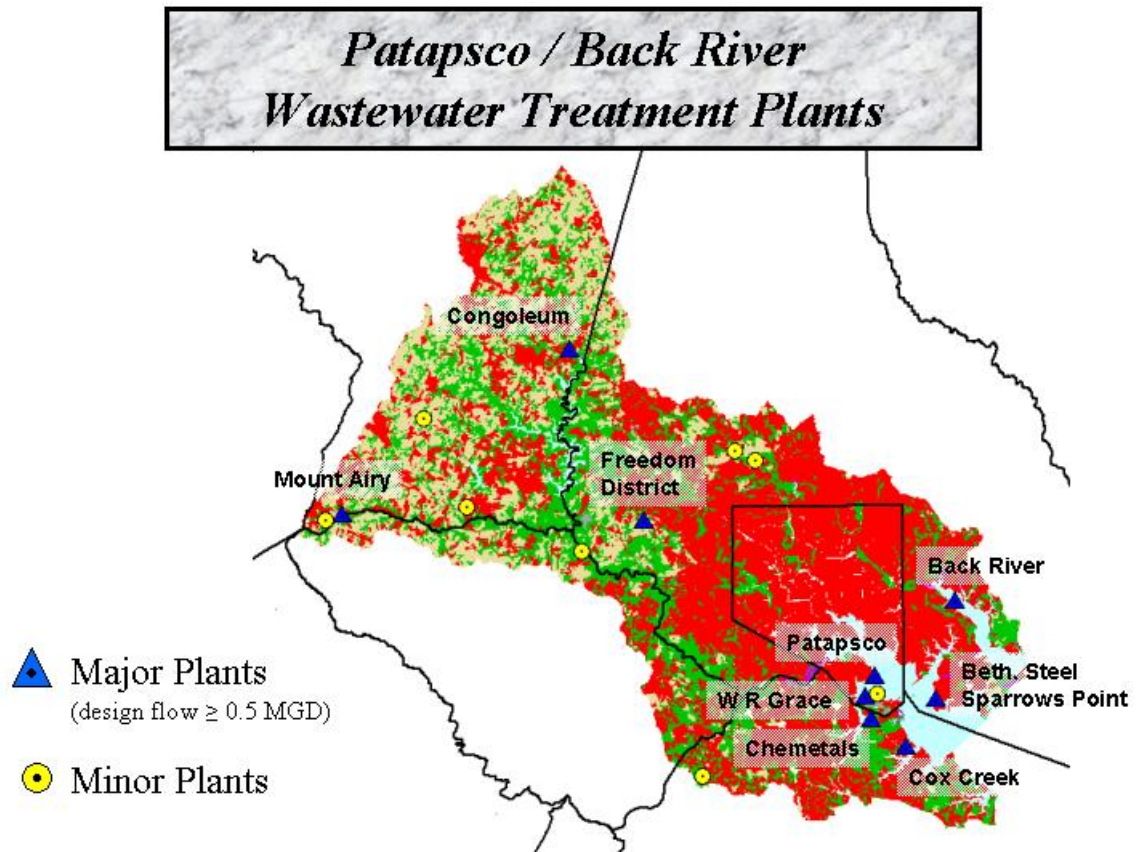 Patapsco / Back River
Wastewater Treatment Plants
Congoleum
Mount Airy
Freedom
District
Back River
Patapsco
Beth. Steel
Sparrows Point
W R Grace
Chemetals
Cox Creek
Major Plants
(design flow ≥ 0.5 MGD)
Minor Plants